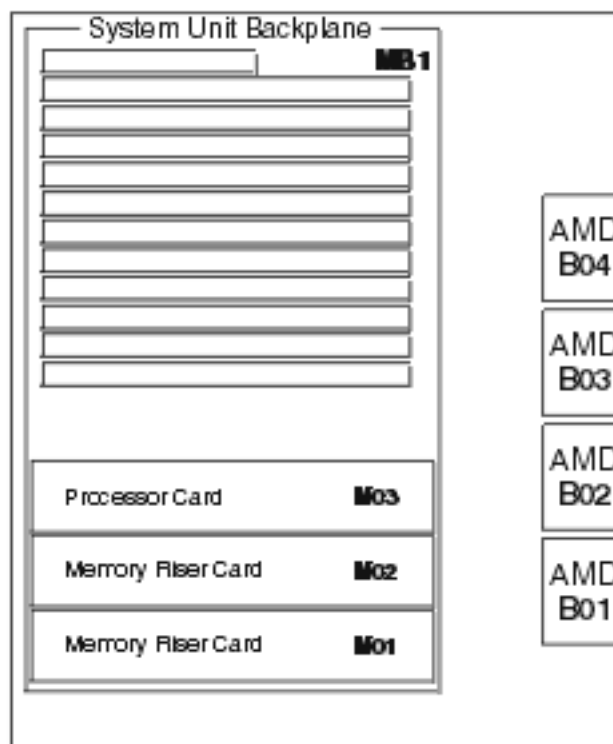 System Unit Backplane
MB1
AMD
B04
AMD
B03
Processor Card M03
AMD
B02
Memory Riser Card M02
AMD
B01
Memory Riser Card M01